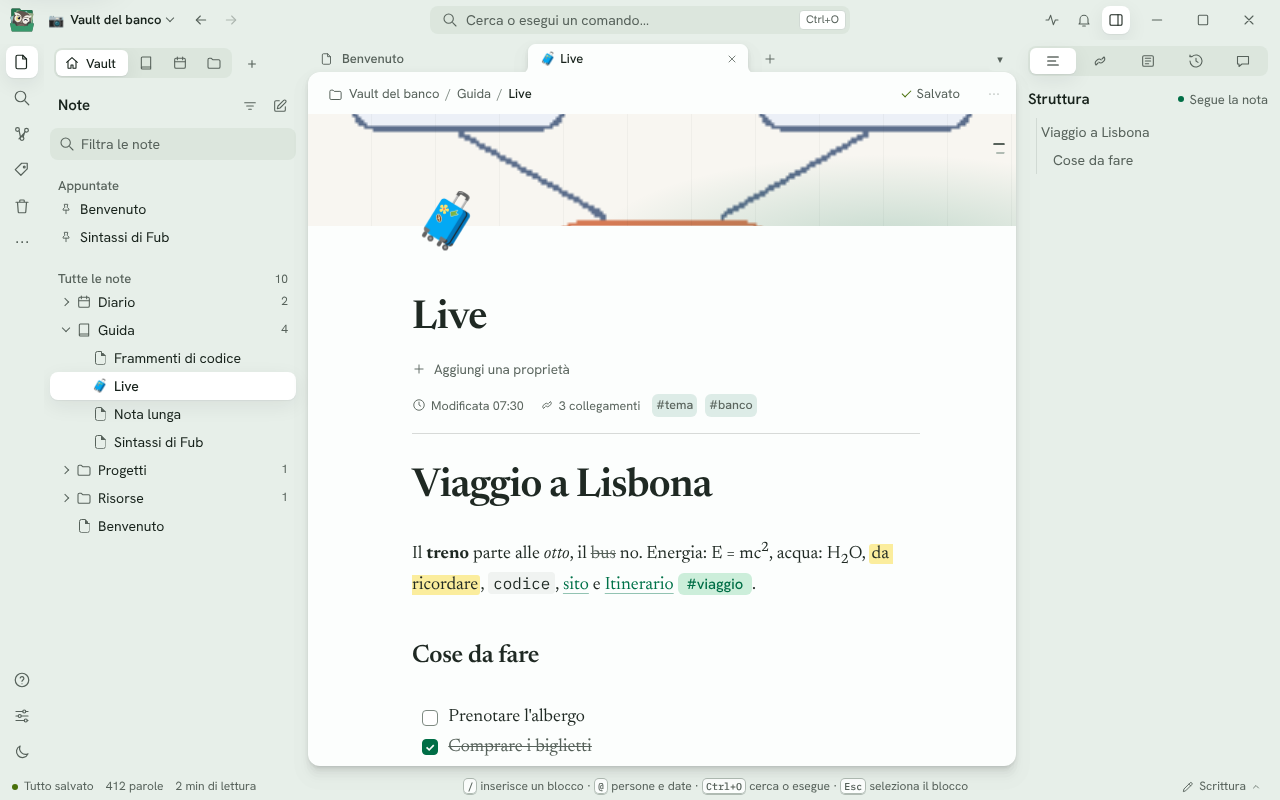 Vault del banco
Cerca o esegui un comando…
Ctrl+O
Vault
Benvenuto
Live
Note
Filtra le note
Appuntate
Benvenuto
Sintassi di Fub
Tutte le note 10
Diario 2
Guida 4
Frammenti di codice
Live
Nota lunga
Sintassi di Fub
Progetti 1
Risorse 1
Benvenuto
Vault del banco / Guida / Live
Salvato
Live
Aggiungi una proprietà
Modificata 07:30 3 collegamenti #tema #banco
Viaggio a Lisbona
Il treno parte alle otto, il bus no. Energia: E = mc², acqua: H₂O, da
ricordare, codice, sito e Itinerario #viaggio.
Cose da fare
Prenotare l'albergo
Comprare i biglietti
Struttura
Segue la nota
Viaggio a Lisbona
Cose da fare
Tutto salvato 412 parole 2 min di lettura
/ inserisce un blocco · @ persone e date · Ctrl+O cerca o esegue · Esc seleziona il blocco
Scrittura